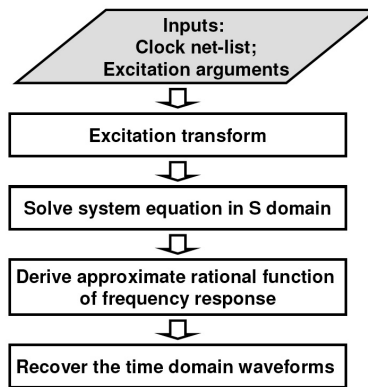 Inputs:
Clock net-list;
Excitation arguments
Excitation transform
Solve system equation in S domain
Derive approximate rational function
of frequency response
Recover the time domain waveforms